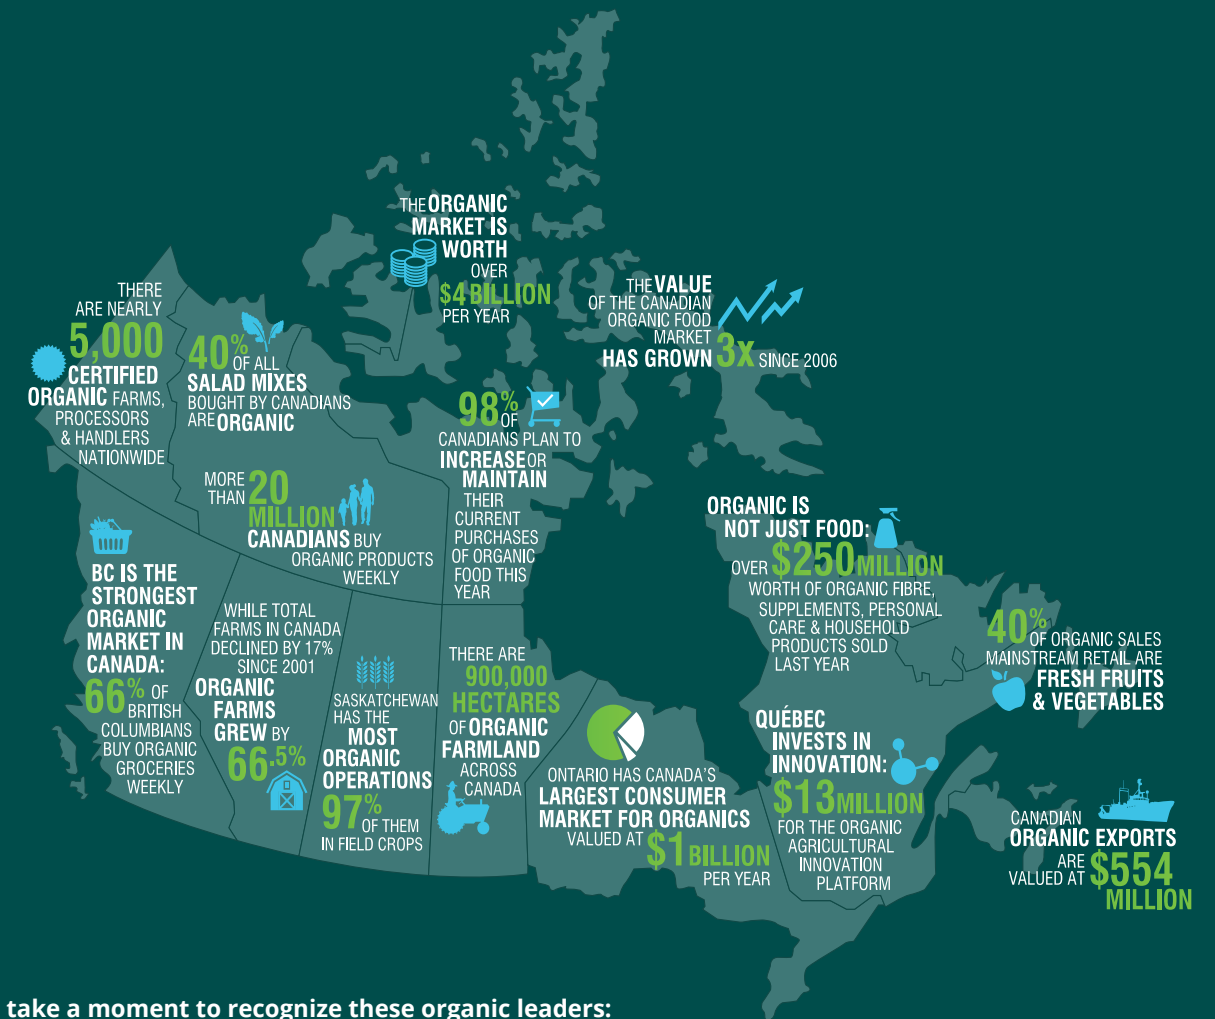 THE ORGANIC
MARKET IS
WORTH
OVER
$4 BILLION
PER YEAR
THE VALUE
OF THE CANADIAN
ORGANIC FOOD
MARKET
HAS GROWN 3x SINCE 2006
THERE
ARE NEARLY
5,000
CERTIFIED
ORGANIC FARMS,
PROCESSORS
& HANDLERS
NATIONWIDE
40% OF ALL
SALAD MIXES
BOUGHT BY CANADIANS
ARE ORGANIC
98% OF
CANADIANS PLAN TO
INCREASE OR
MAINTAIN
THEIR
CURRENT
PURCHASES
OF ORGANIC
FOOD THIS
YEAR
MORE
THAN 20
MILLION
CANADIANS BUY
ORGANIC PRODUCTS
WEEKLY
ORGANIC IS
NOT JUST FOOD:
OVER $250 MILLION
WORTH OF ORGANIC FIBRE,
SUPPLEMENTS, PERSONAL
CARE & HOUSEHOLD
PRODUCTS SOLD
LAST YEAR
BC IS THE
STRONGEST
ORGANIC
MARKET IN
CANADA:
66% OF
BRITISH
COLUMBIANS
BUY ORGANIC
GROCERIES
WEEKLY
WHILE TOTAL
FARMS IN CANADA
DECLINED BY 17%
SINCE 2001
ORGANIC
FARMS
GREW BY
66.5%
SASKATCHEWAN
HAS THE
MOST
ORGANIC
OPERATIONS
97%
OF THEM
IN FIELD CROPS
THERE ARE
900,000
HECTARES
OF ORGANIC
FARMLAND
ACROSS
CANADA
ONTARIO HAS CANADA'S
LARGEST CONSUMER
MARKET FOR ORGANICS
VALUED AT $1 BILLION
PER YEAR
QUÉBEC
INVESTS IN
INNOVATION:
$13 MILLION
FOR THE ORGANIC
AGRICULTURAL
INNOVATION
PLATFORM
40% OF ORGANIC SALES
MAINSTREAM RETAIL ARE
FRESH FRUITS
& VEGETABLES
CANADIAN
ORGANIC EXPORTS
ARE
VALUED AT $554
MILLION
take a moment to recognize these organic leaders: